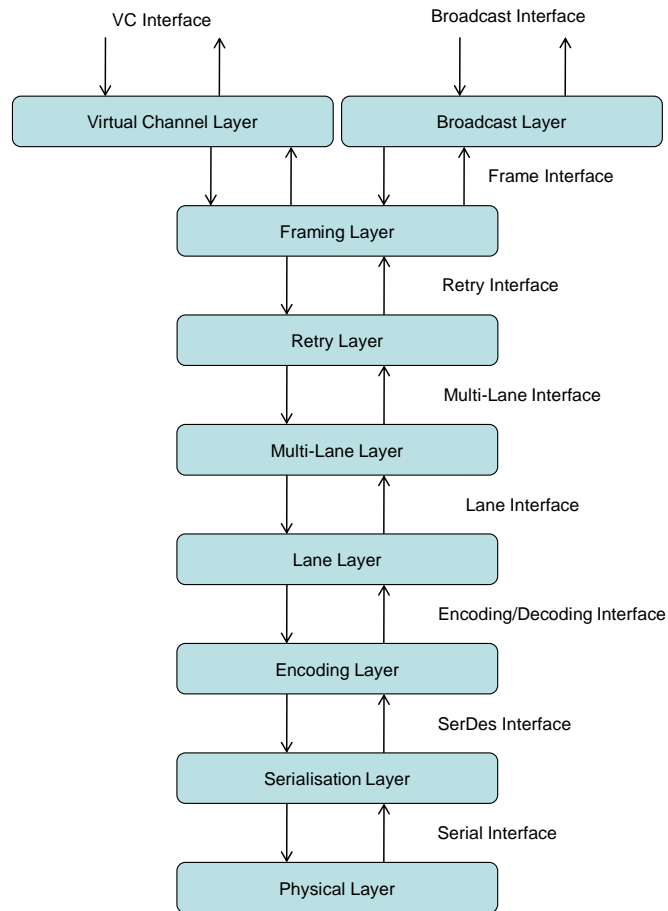 VC Interface
Broadcast Interface
Virtual Channel Layer
Broadcast Layer
Frame Interface
Framing Layer
Retry Interface
Retry Layer
Multi-Lane Interface
Multi-Lane Layer
Lane Interface
Lane Layer
Encoding/Decoding Interface
Encoding Layer
SerDes Interface
Serialisation Layer
Serial Interface
Physical Layer